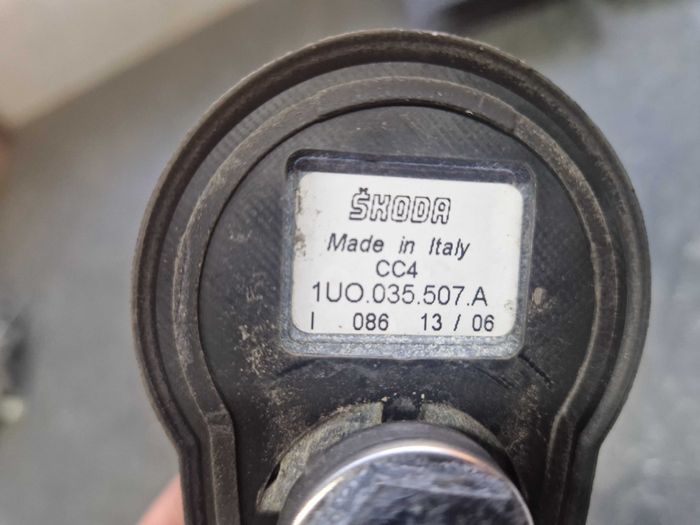 ŠKODA
Made in Italy
CC4
1UO.035.507.A
I 086 13 / 06